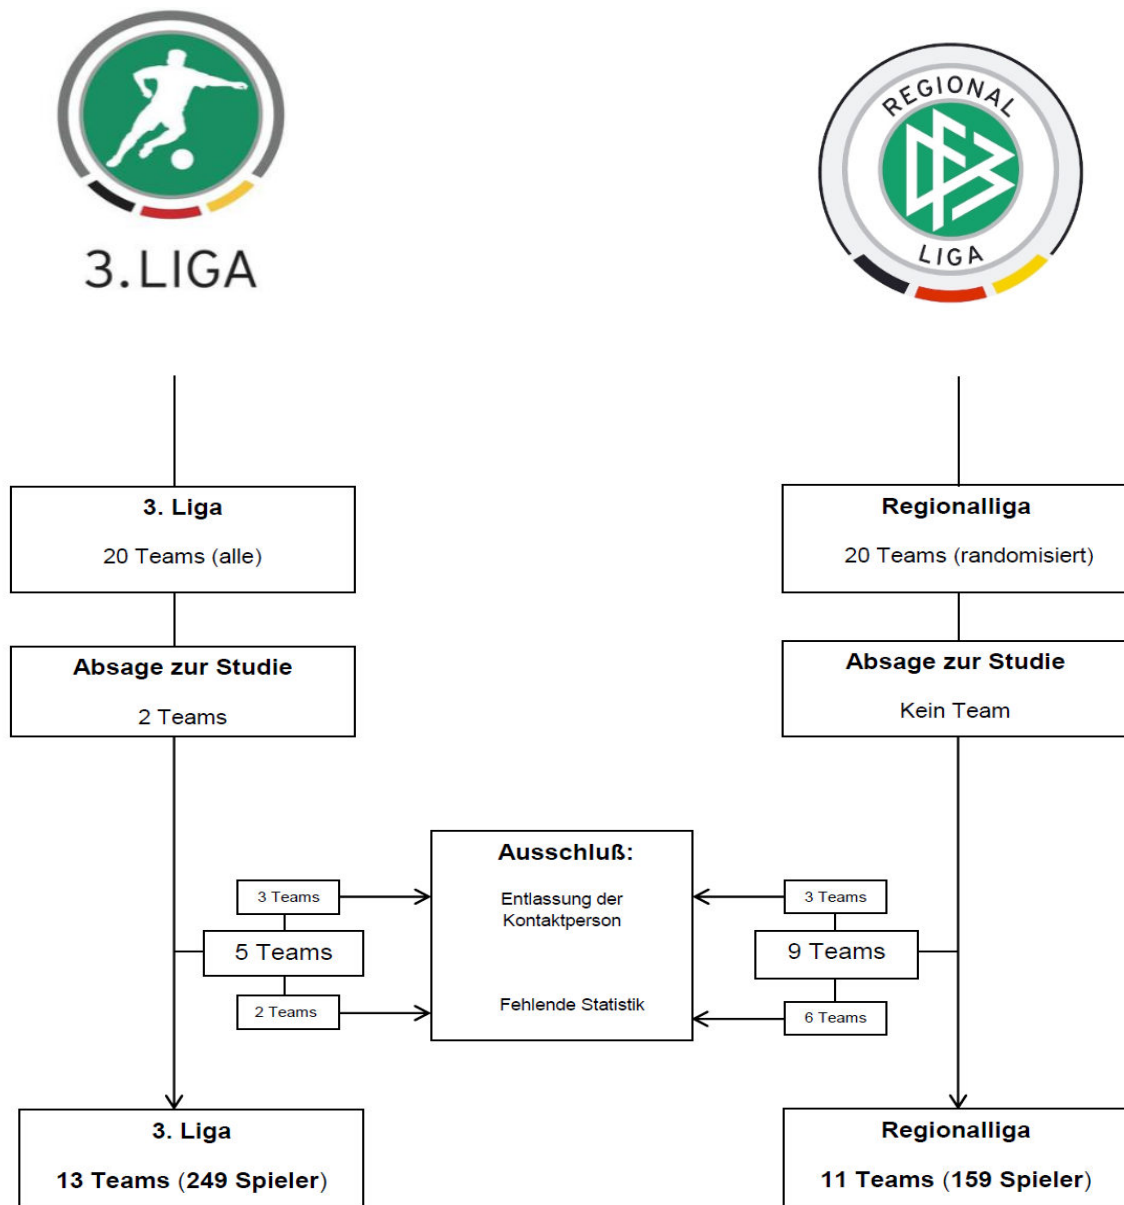 3.LIGA
REGIONAL
LIGA
3. Liga
20 Teams (alle)
Regionalliga
20 Teams (randomisiert)
Absage zur Studie
2 Teams
Absage zur Studie
Kein Team
Ausschluß:
Entlassung der
Kontaktperson
Fehlende Statistik
3 Teams
5 Teams
2 Teams
3 Teams
9 Teams
6 Teams
3. Liga
13 Teams (249 Spieler)
Regionalliga
11 Teams (159 Spieler)